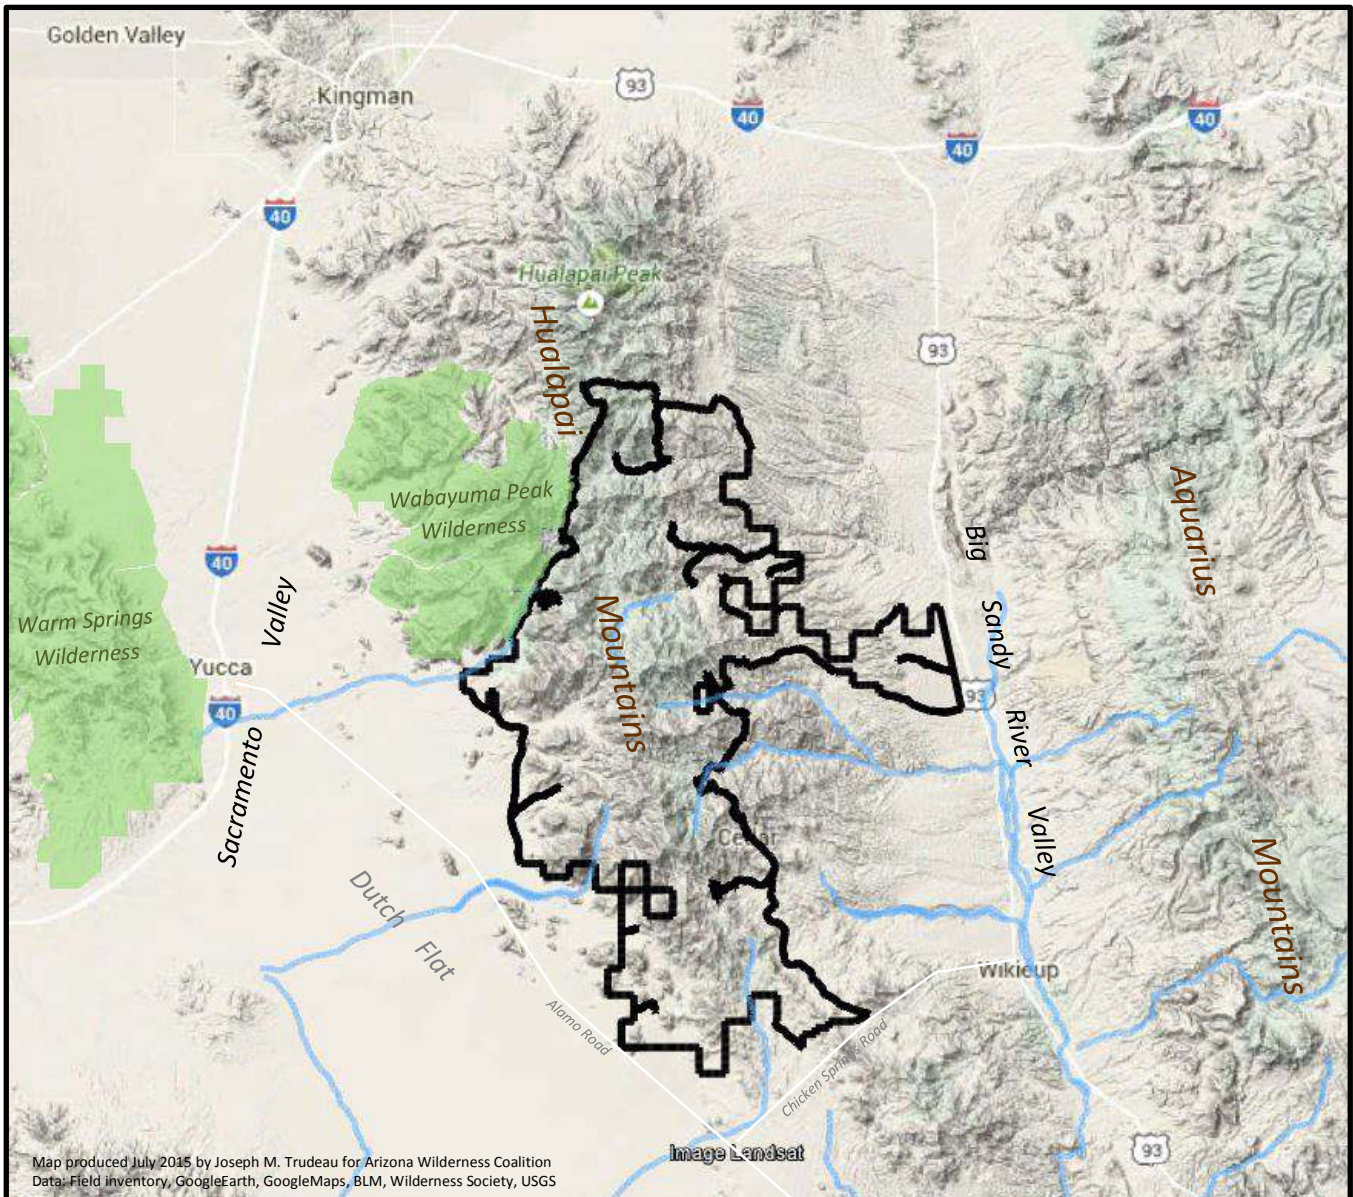 Golden Valley
Kingman
93
40
40
40
40
Hualapai Peak
Hualapai
93
Wabayuma Peak
Wilderness
Aquarius
Big
40
Valley
Warm Springs
Wilderness
Mountains
Sandy
Yucca
93
40
River
Sacramento
Valley
Mountains
Dutch
Flat
Wikieup
Alamo Road
Chicken Springs Road
Image Landsat
93
Map produced July 2015 by Joseph M. Trudeau for Arizona Wilderness Coalition
Data: Field inventory, GoogleEarth, GoogleMaps, BLM, Wilderness Society, USGS